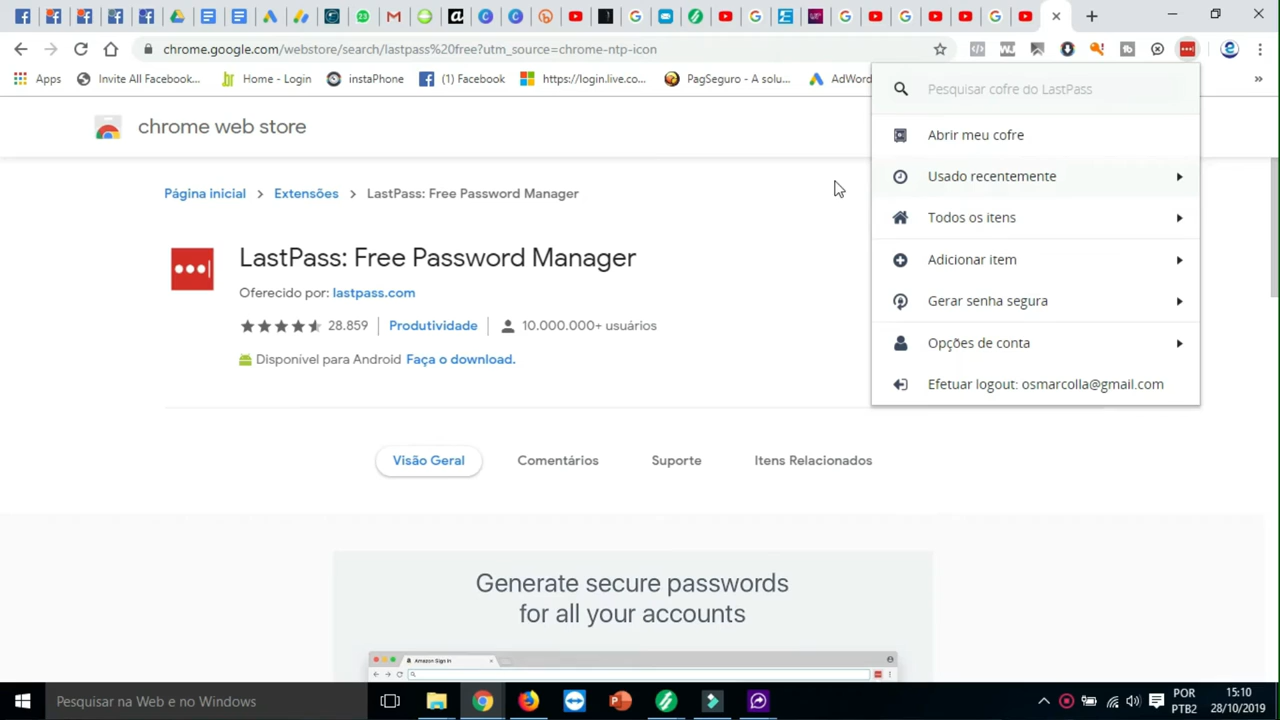 chrome.google.com/webstore/search/lastpass%20free?utm_source=chrome-ntp-icon
Apps
Invite All Facebook...
Home - Login
instaPhone
(1) Facebook
https://login.live.co...
PagSeguro - A solu...
AdWord
»
chrome web store
Pesquisar cofre do LastPass
Abrir meu cofre
Usado recentemente
Todos os itens
Adicionar item
Gerar senha segura
Opções de conta
Efetuar logout: osmarcolla@gmail.com
Página inicial > Extensões > LastPass: Free Password Manager
LastPass: Free Password Manager
Oferecido por: lastpass.com
28.859 | Produtividade | 10.000.000+ usuários
Disponível para Android Faça o download.
Visão Geral
Comentários
Suporte
Itens Relacionados
Generate secure passwords
for all your accounts
Amazon Sign In
Pesquisar na Web e no Windows
POR
PTB2
15:10
28/10/2019